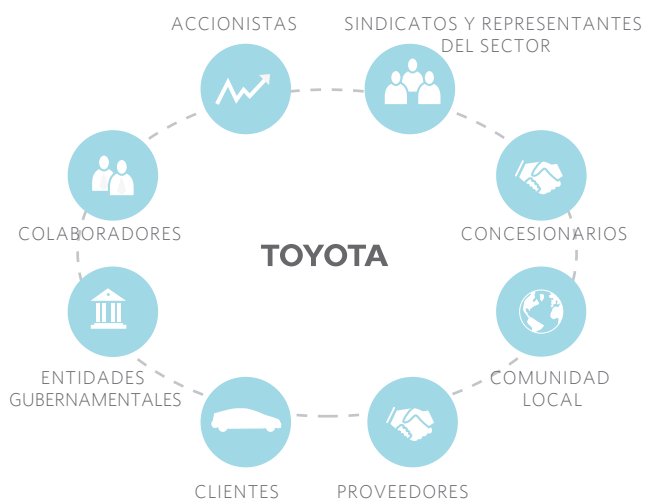 ACCIONISTAS
SINDICATOS Y REPRESENTANTES
DEL SECTOR
COLABORADORES
CONCESIONARIOS
TOYOTA
ENTIDADES
GUBERNAMENTALES
COMUNIDAD
LOCAL
CLIENTES
PROVEEDORES